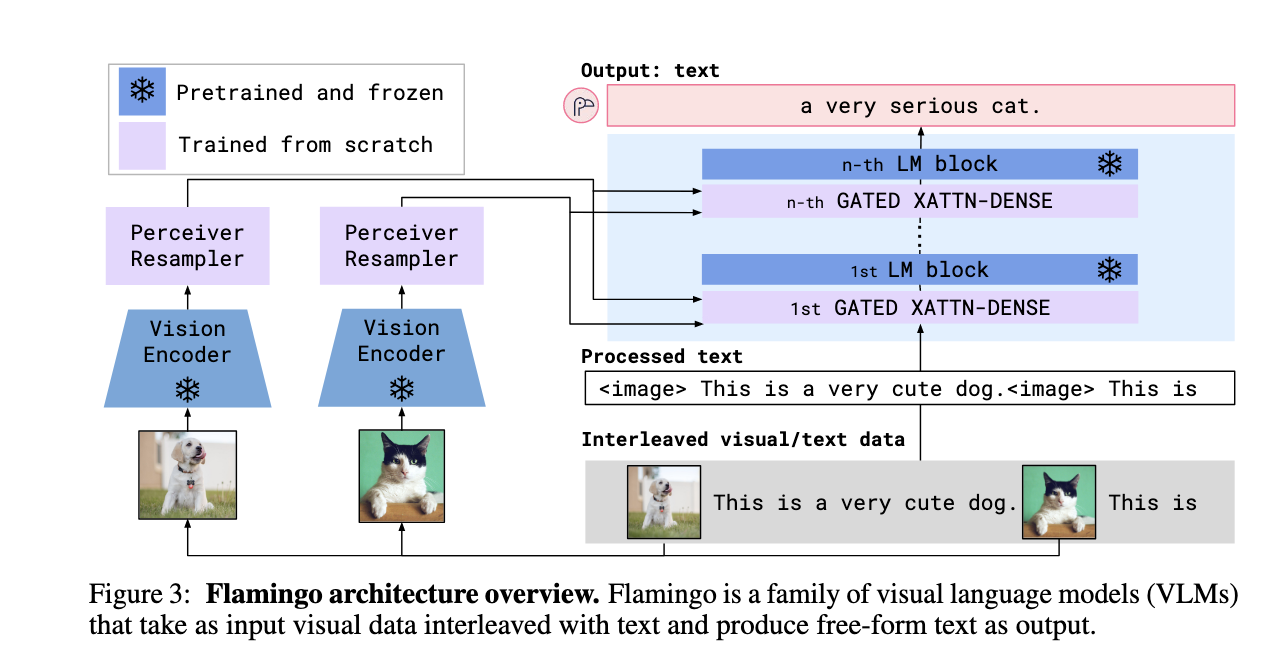 Pretrained and frozen
Trained from scratch
Perceiver
Resampler
Perceiver
Resampler
Vision
Encoder
Vision
Encoder
Output: text
a very serious cat.
n-th LM block
n-th GATED XATTN-DENSE
1st LM block
1st GATED XATTN-DENSE
Processed text
<image> This is a very cute dog.<image> This is
Interleaved visual/text data
This is a very cute dog. This is
Figure 3: Flamingo architecture overview. Flamingo is a family of visual language models (VLMs)
that take as input visual data interleaved with text and produce free-form text as output.